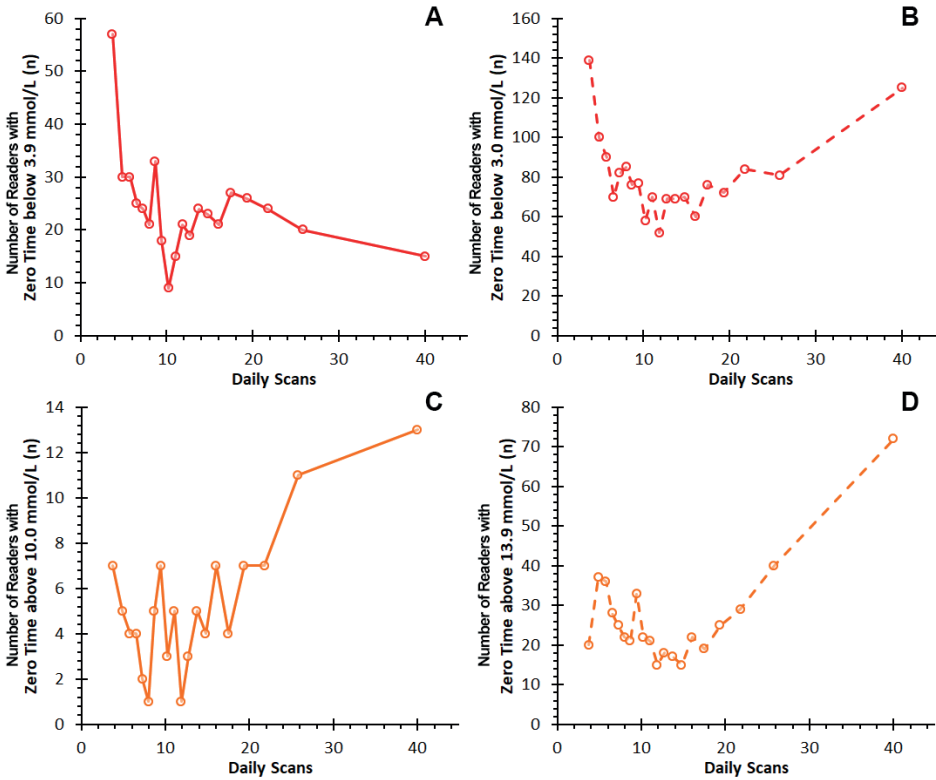 A
Number of Readers with
Zero Time below 3.9 mmol/L (n)
60
50
40
30
20
10
0
0 10 20 30 40
Daily Scans
B
Number of Readers with
Zero Time below 3.0 mmol/L (n)
160
140
120
100
80
60
40
20
0
0 10 20 30 40
Daily Scans
C
Number of Readers with
Zero Time above 10.0 mmol/L (n)
14
12
10
8
6
4
2
0
0 10 20 30 40
Daily Scans
D
Number of Readers with
Zero Time above 13.9 mmol/L (n)
80
70
60
50
40
30
20
10
0
0 10 20 30 40
Daily Scans